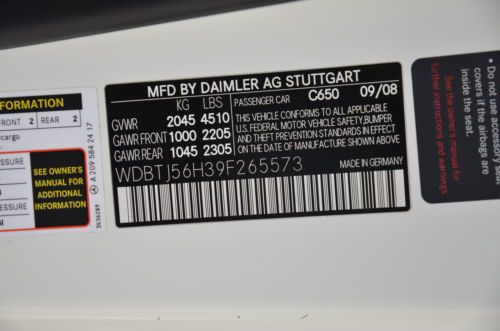 MFD BY DAIMLER AG STUTTGART
KG LBS PASSENGER CAR C650 09/08
GVWR 2045 4510
GAWR FRONT 1000 2205
GAWR REAR 1045 2305
THIS VEHICLE CONFORMS TO ALL APPLICABLE
U.S. FEDERAL MOTOR VEHICLE SAFETY, BUMPER
AND THEFT PREVENTION STANDARDS IN EFFECT
ON THE DATE OF MANUFACTURE SHOWN ABOVE
WDBTJ56H39F265573
MADE IN GERMANY
INFORMATION
FRONT 2 REAR 2
cargo
SEE OWNER'S
MANUAL FOR
ADDITIONAL
INFORMATION
A 209 584 24 17
• Do not use accessory seat
covers if the airbags are
inside the seat.
See the owner's manual for
further instructions and warnings.